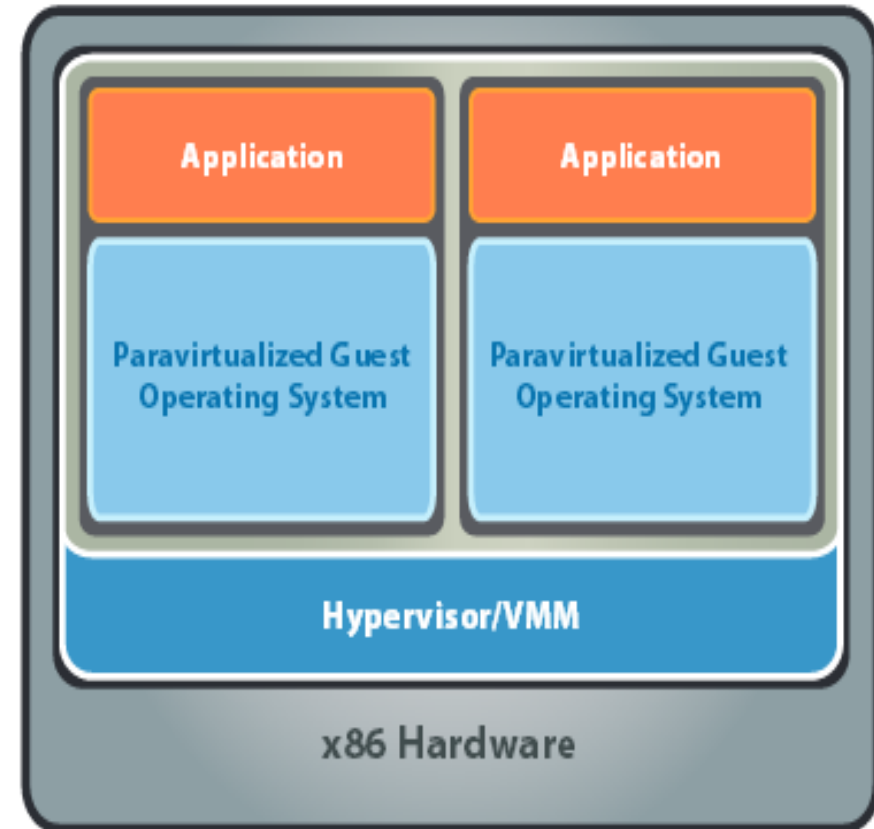 Application
Application
Paravirtualized Guest
Operating System
Paravirtualized Guest
Operating System
Hypervisor/VMM
x86 Hardware